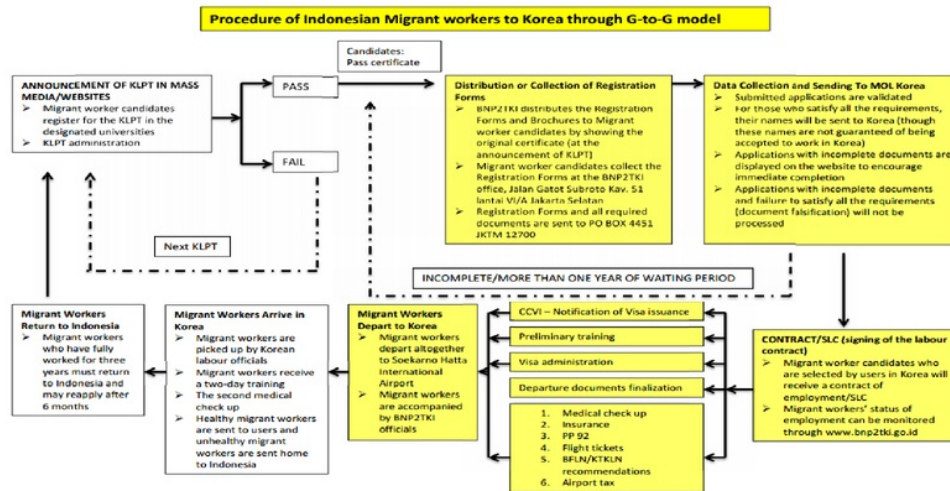 Procedure of Indonesian Migrant workers to Korea through G-to-G model
ANNOUNCEMENT OF KLPT IN MASS
MEDIA/WEBSITES
➢ Migrant worker candidates
register for the KLPT in the
designated universities
➢ KLPT administration
PASS
FAIL
Candidates:
Pass certificate
Next KLPT
Distribution or Collection of Registration
Forms
➢ BNP2TKI distributes the Registration
Forms and Brochures to Migrant
worker candidates by showing the
original certificate (at the
announcement of KLPT)
➢ Migrant worker candidates collect the
Registration Forms at the BNP2TKI
office, Jalan Gatot Subroto Kav. 51
lantai VI/A Jakarta Selatan
➢ Registration Forms and all required
documents are sent to PO BOX 4451
JKTM 12700
Data Collection and Sending To MOL Korea
➢ Submitted applications are validated
➢ For those who satisfy all the requirements,
their names will be sent to Korea (though
these names are not guaranteed of being
accepted to work in Korea)
➢ Applications with incomplete documents are
displayed on the website to encourage
immediate completion
➢ Applications with incomplete documents
and failure to satisfy all the requirements
(document falsification) will not be
processed
INCOMPLETE/MORE THAN ONE YEAR OF WAITING PERIOD
CONTRACT/SLC (signing of the labour
contract)
➢ Migrant worker candidates who
are selected by users in Korea will
receive a contract of
employment/SLC
➢ Migrant workers' status of
employment can be monitored
through www.bnp2tki.go.id
CCVI – Notification of Visa issuance
Preliminary training
Visa administration
Departure documents finalization
1. Medical check up
2. Insurance
3. PP 92
4. Flight tickets
5. BFLN/KTKLN
recommendations
6. Airport tax
Migrant Workers
Depart to Korea
➢ Migrant workers
depart altogether to
Soekarno Hatta
International
Airport
➢ Migrant workers
are accompanied by
BNP2TKI officials
Migrant Workers Arrive in
Korea
➢ Migrant workers are
picked up by Korean
labour officials
➢ Migrant workers receive
a two-day training
➢ The second medical
check up
➢ Healthy migrant workers
are sent to users and
unhealthy migrant
workers are sent home to
Indonesia
Migrant Workers
Return to Indonesia
➢ Migrant workers
who have fully
worked for three
years must return
to Indonesia and
may reapply after
6 months